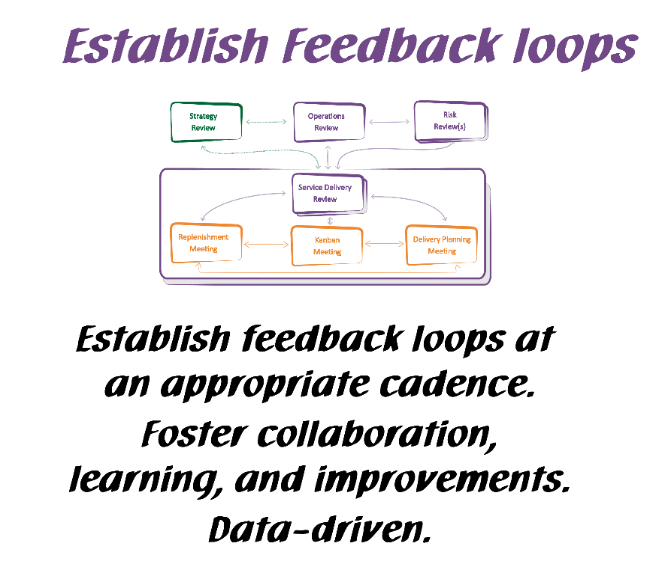 Establish Feedback loops
Strategy
Review
Operations
Review
Risk
Review(s)
Service Delivery
Review
Replenishment
Meeting
Kanban
Meeting
Delivery Planning
Meeting
Establish feedback loops at
an appropriate cadence.
Foster collaboration,
learning, and improvements.
Data-driven.